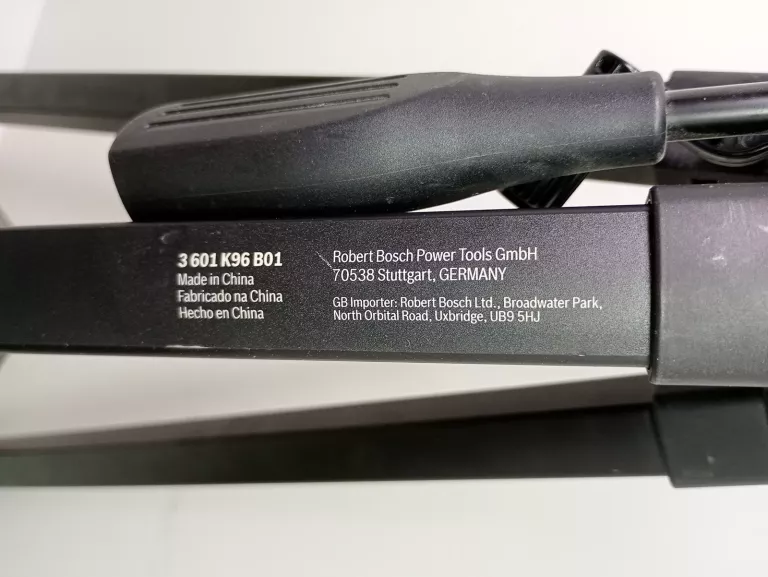 3 601 K96 B01
Made in China
Fabricado na China
Hecho en China
Robert Bosch Power Tools GmbH
70538 Stuttgart, GERMANY
GB Importer: Robert Bosch Ltd., Broadwater Park,
North Orbital Road, Uxbridge, UB9 5HJ